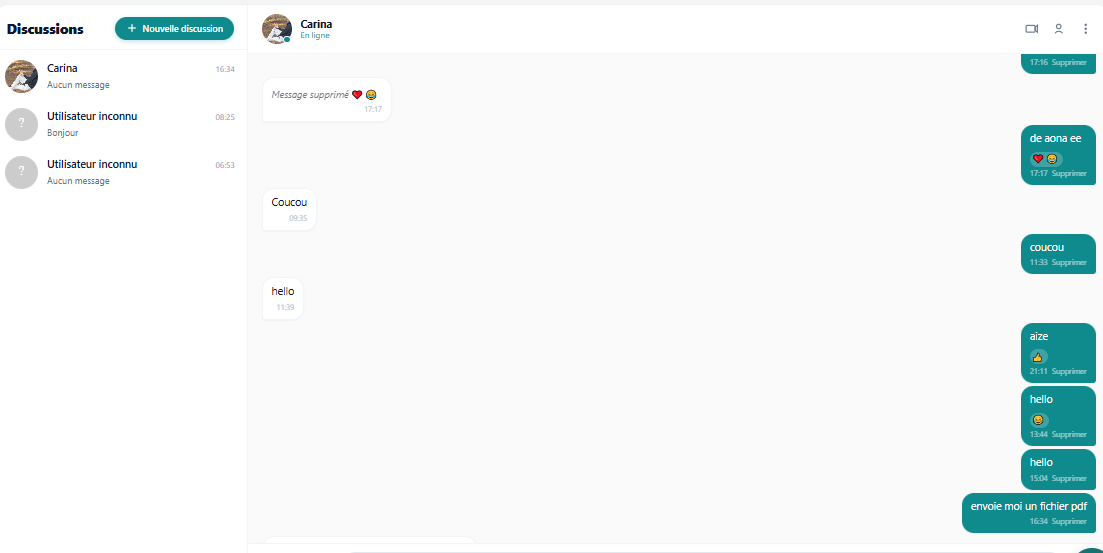 Discussions
+ Nouvelle discussion
Carina
16:34
Aucun message
Utilisateur inconnu
08:25
Bonjour
Utilisateur inconnu
06:53
Aucun message
Carina
En ligne
17:16 Supprimer
Message supprimé ❤️ 😂
17:17
de aona ee
❤️ 😂
17:17 Supprimer
Coucou
09:35
coucou
11:33 Supprimer
hello
11:39
aize
👍
21:11 Supprimer
hello
😂
13:44 Supprimer
hello
15:04 Supprimer
envoie moi un fichier pdf
16:34 Supprimer